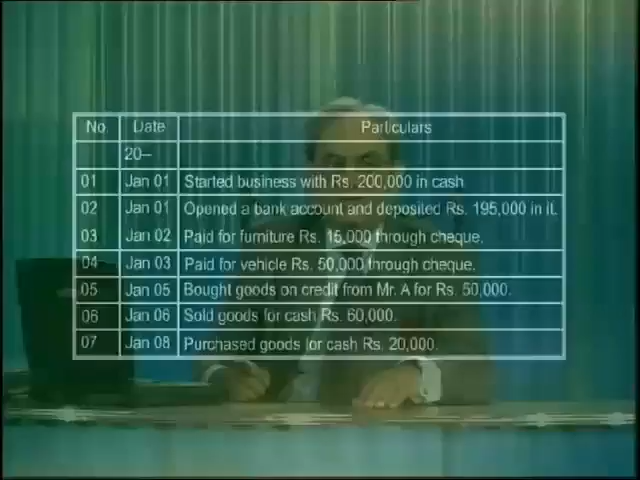 No. Date Particulars
20--
01 Jan 01 Started business with Rs. 200,000 in cash
02 Jan 01 Opened a bank account and deposited Rs. 195,000 in it.
03 Jan 02 Paid for furniture Rs. 15,000 through cheque.
04 Jan 03 Paid for vehicle Rs. 50,000 through cheque.
05 Jan 05 Bought goods on credit from Mr. A for Rs. 50,000.
06 Jan 06 Sold goods for cash Rs. 60,000.
07 Jan 08 Purchased goods for cash Rs. 20,000.